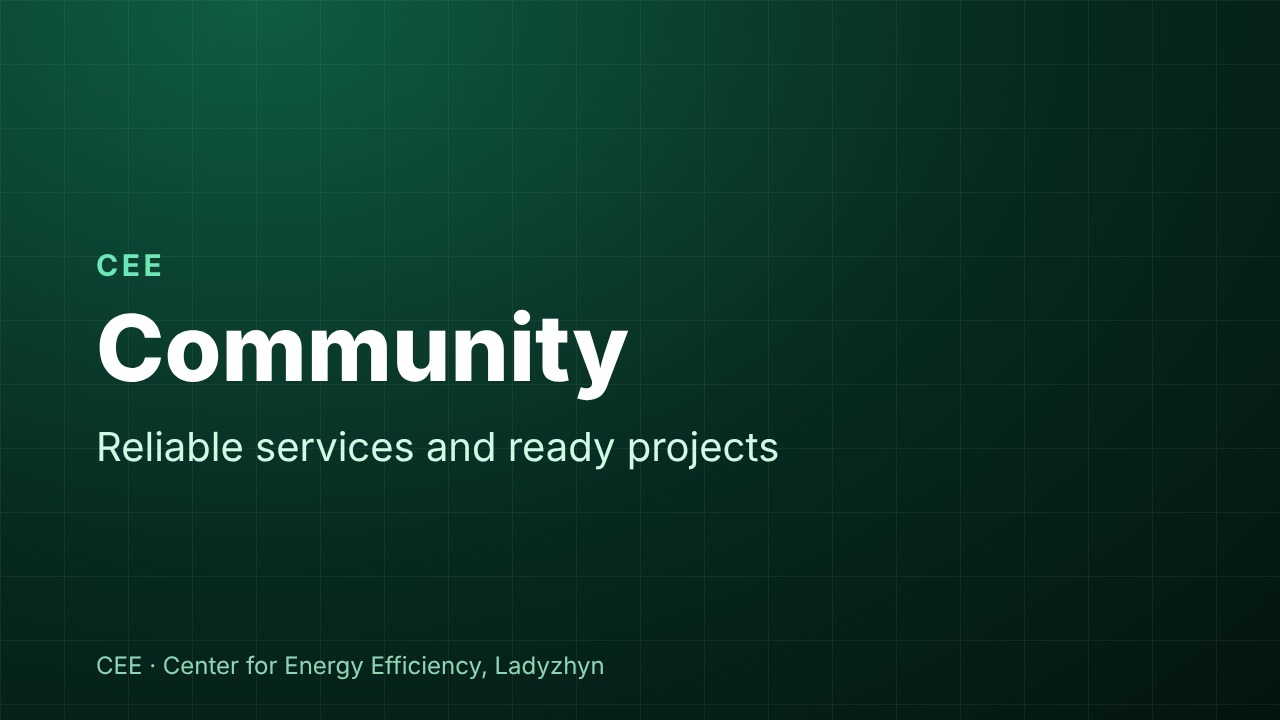 CEE
Community
Reliable services and ready projects
CEE · Center for Energy Efficiency, Ladyzhyn